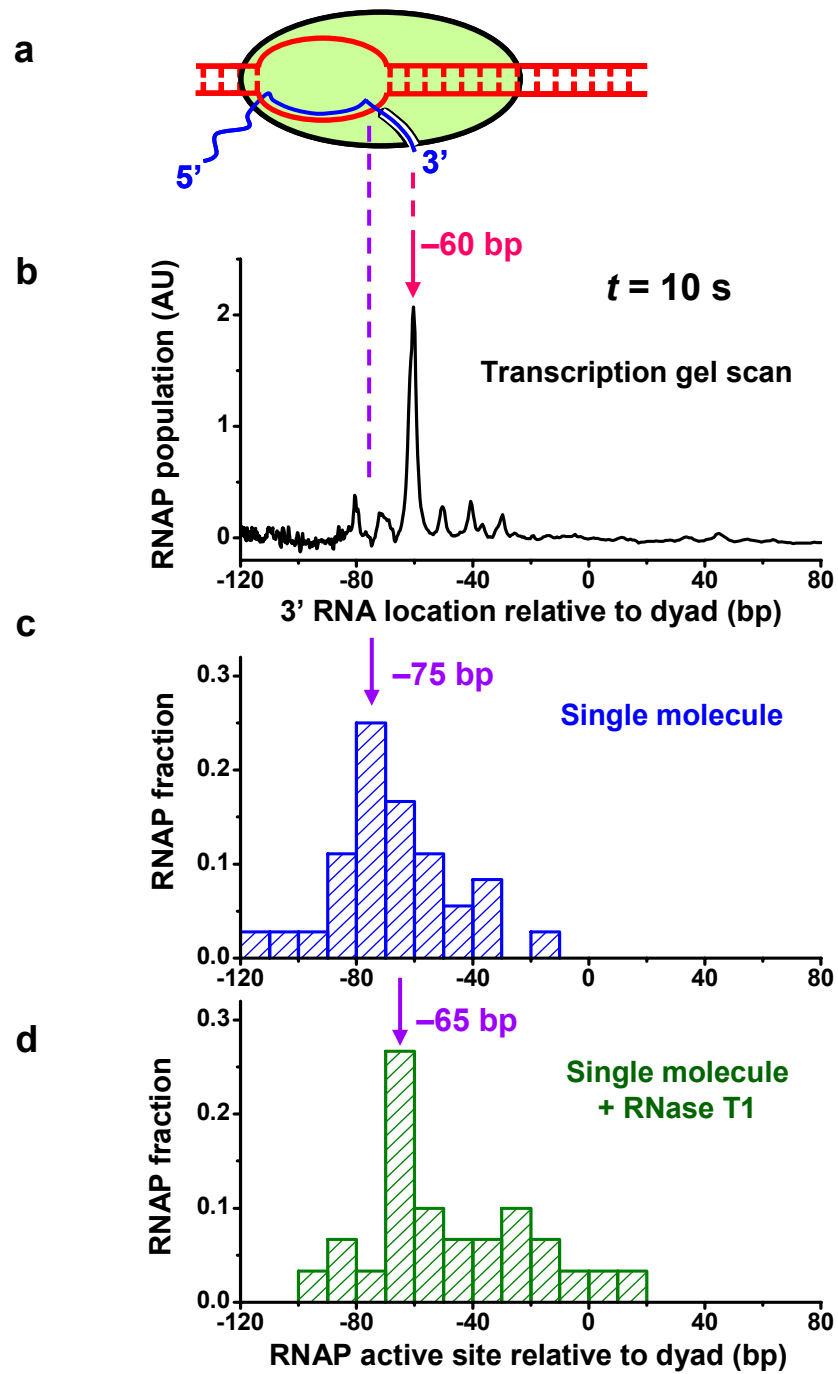 a
5’
3’
–60 bp
b
t = 10 s
Transcription gel scan
RNAP population (AU)
2
1
0
-120 -80 -40 0 40 80
3’ RNA location relative to dyad (bp)
c
–75 bp
Single molecule
RNAP fraction
0.3
0.2
0.1
0.0
-120 -80 -40 0 40 80
d
–65 bp
Single molecule
+ RNase T1
RNAP fraction
0.3
0.2
0.1
0.0
-120 -80 -40 0 40 80
RNAP active site relative to dyad (bp)